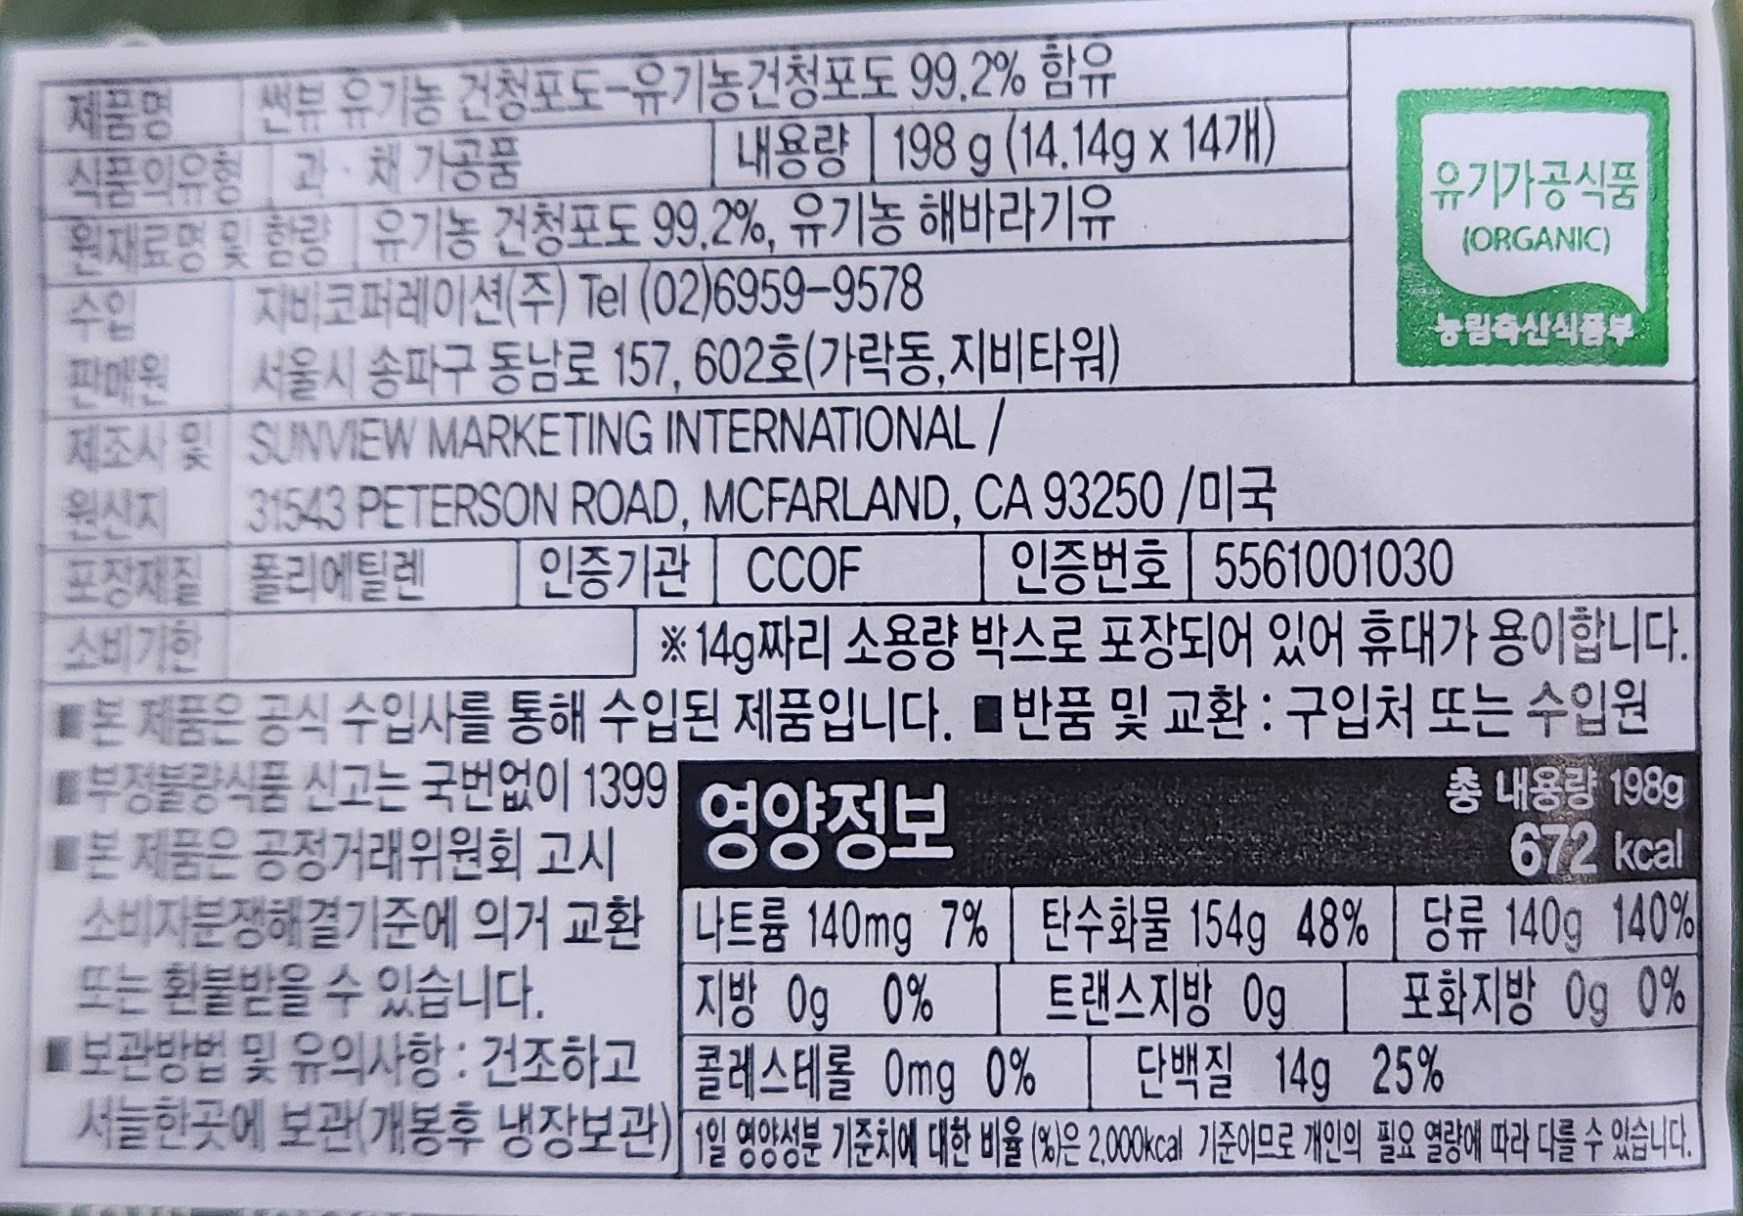 제품명 썬뷰 유기농 건청포도-유기농건청포도 99.2% 함유
식품의유형 과·채 가공품 내용량 198 g (14.14g x 14개)
원재료명 및 함량 유기농 건청포도 99.2%, 유기농 해바라기유
수입 지비코퍼레이션(주) Tel (02)6959-9578
판매원 서울시 송파구 동남로 157, 602호(가락동,지비타워)
유기가공식품
(ORGANIC)
농림축산식품부
제조사 및 SUNVIEW MARKETING INTERNATIONAL /
원산지 31543 PETERSON ROAD, MCFARLAND, CA 93250 /미국
포장재질 폴리에틸렌 인증기관 CCOF 인증번호 5561001030
소비기한 ※14g짜리 소용량 박스로 포장되어 있어 휴대가 용이합니다.
■본 제품은 공식 수입사를 통해 수입된 제품입니다. ■반품 및 교환 : 구입처 또는 수입원
■부정불량식품 신고는 국번없이 1399
■본 제품은 공정거래위원회 고시
소비자분쟁해결기준에 의거 교환
또는 환불받을 수 있습니다.
■보관방법 및 유의사항 : 건조하고
서늘한곳에 보관(개봉후 냉장보관)
영양정보 총 내용량 198g
672 kcal
나트륨 140mg 7% 탄수화물 154g 48% 당류 140g 140%
지방 0g 0% 트랜스지방 0g 포화지방 0g 0%
콜레스테롤 0mg 0% 단백질 14g 25%
1일 영양성분 기준치에 대한 비율 (%)은 2,000kcal 기준이므로 개인의 필요 열량에 따라 다를 수 있습니다.